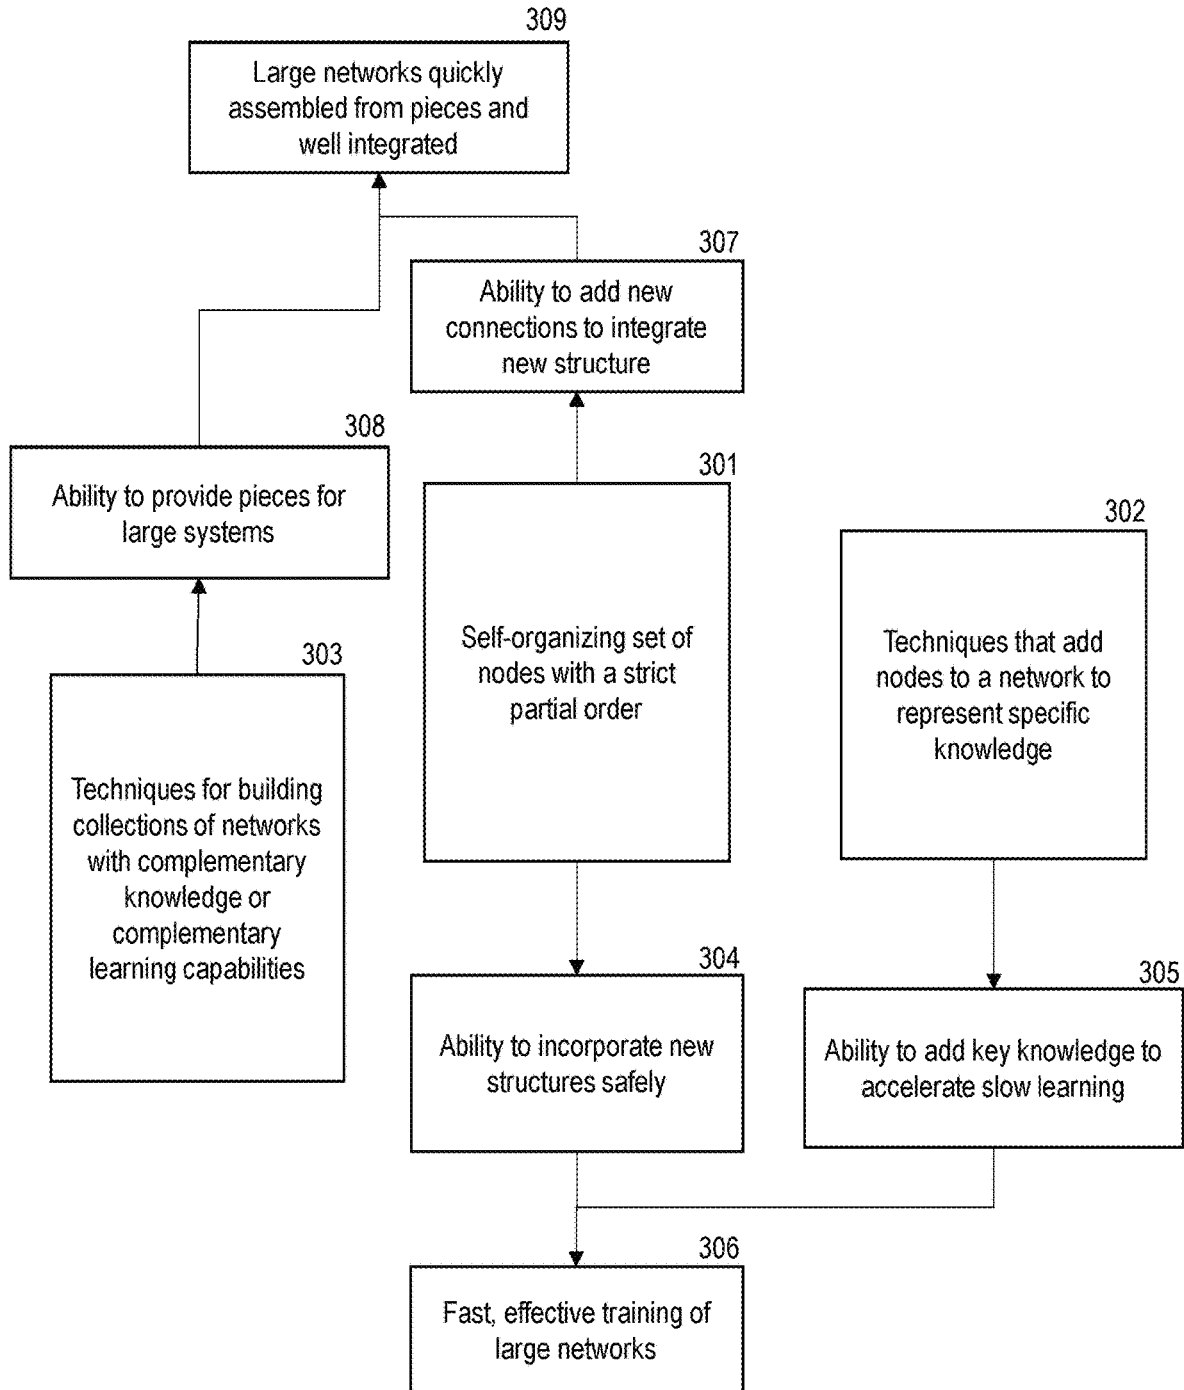 309
Large networks quickly
assembled from pieces and
well integrated
307
Ability to add new
connections to integrate
new structure
308
Ability to provide pieces for
large systems
301
Self-organizing set of
nodes with a strict
partial order
302
Techniques that add
nodes to a network to
represent specific
knowledge
303
Techniques for building
collections of networks
with complementary
knowledge or
complementary
learning capabilities
304
Ability to incorporate new
structures safely
305
Ability to add key knowledge to
accelerate slow learning
306
Fast, effective training of
large networks